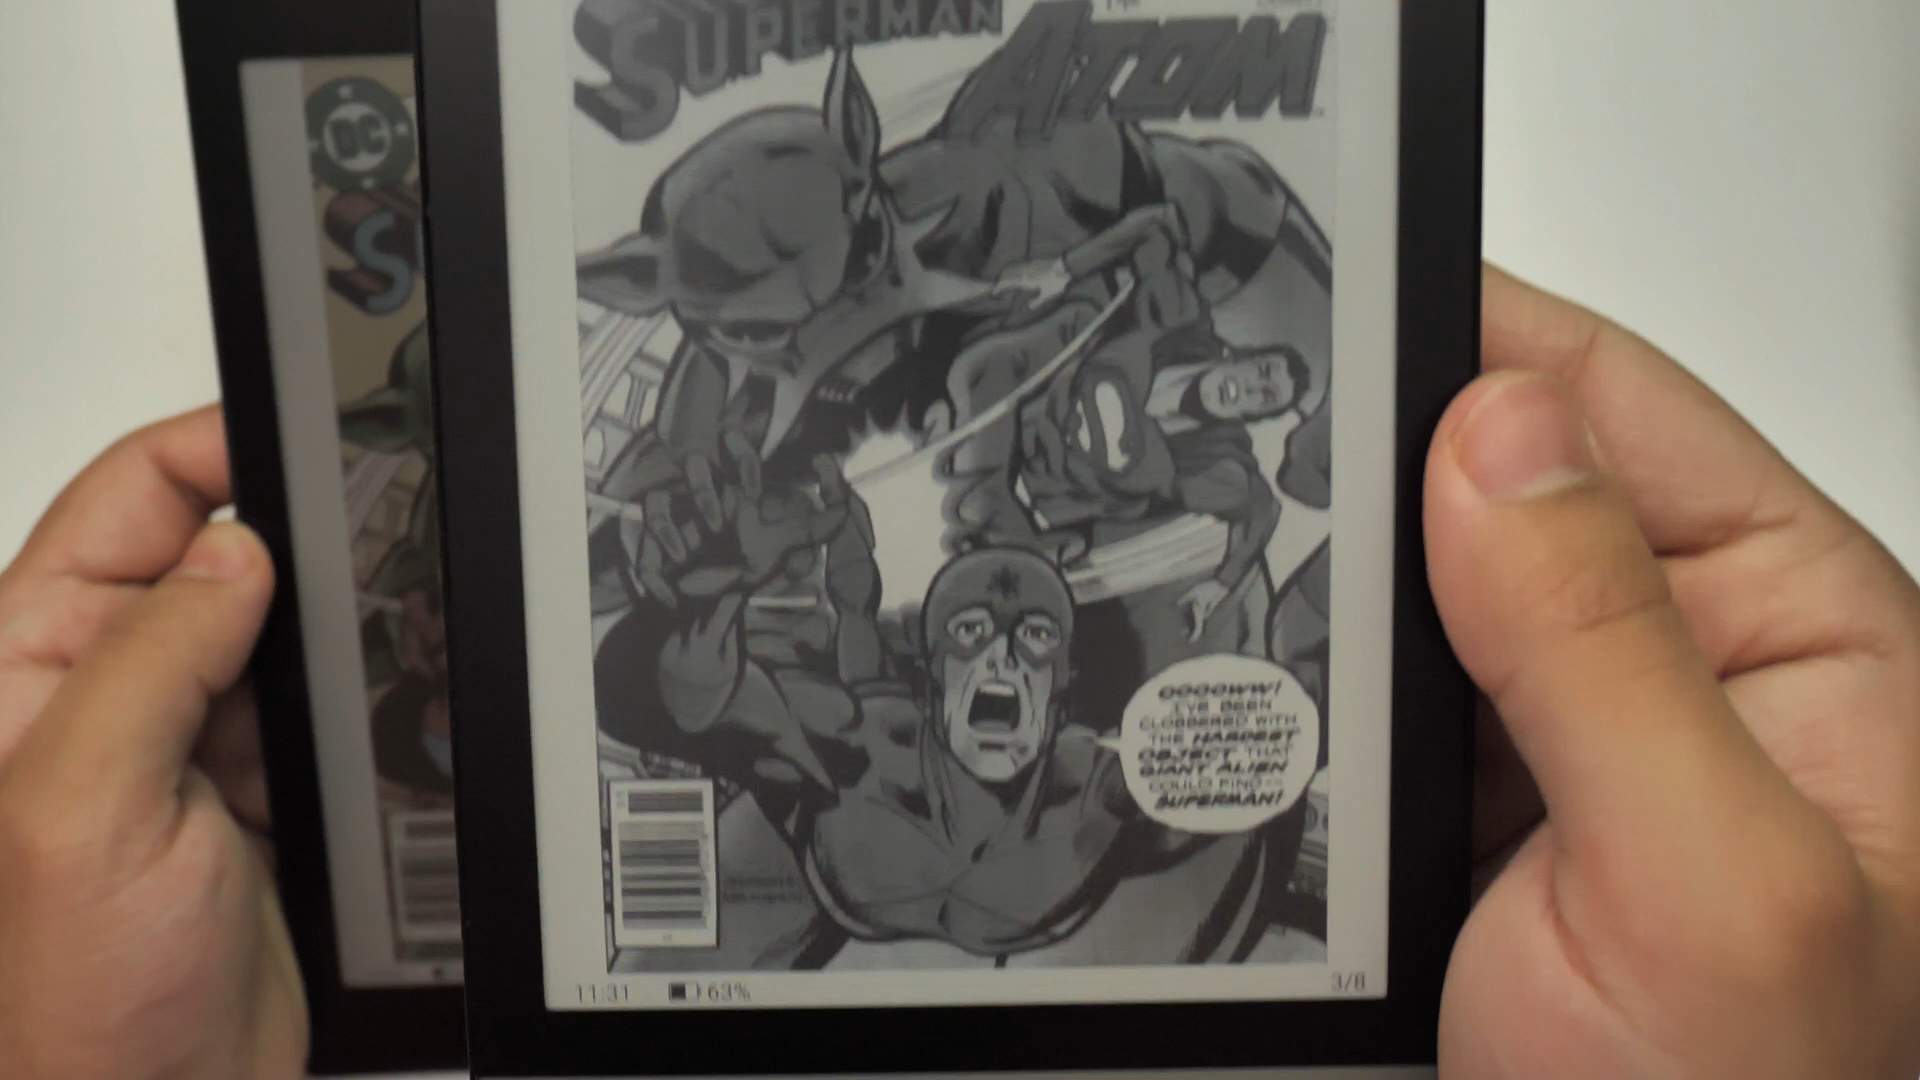 SUPERMAN
ATOM
DC
S
OOOOWW!
I'VE BEEN
CLOBBERED WITH
THE HARDEST
OBJECT THAT
GIANT ALIEN
COULD FIND--
SUPERMAN!
11:31 63% 3/8